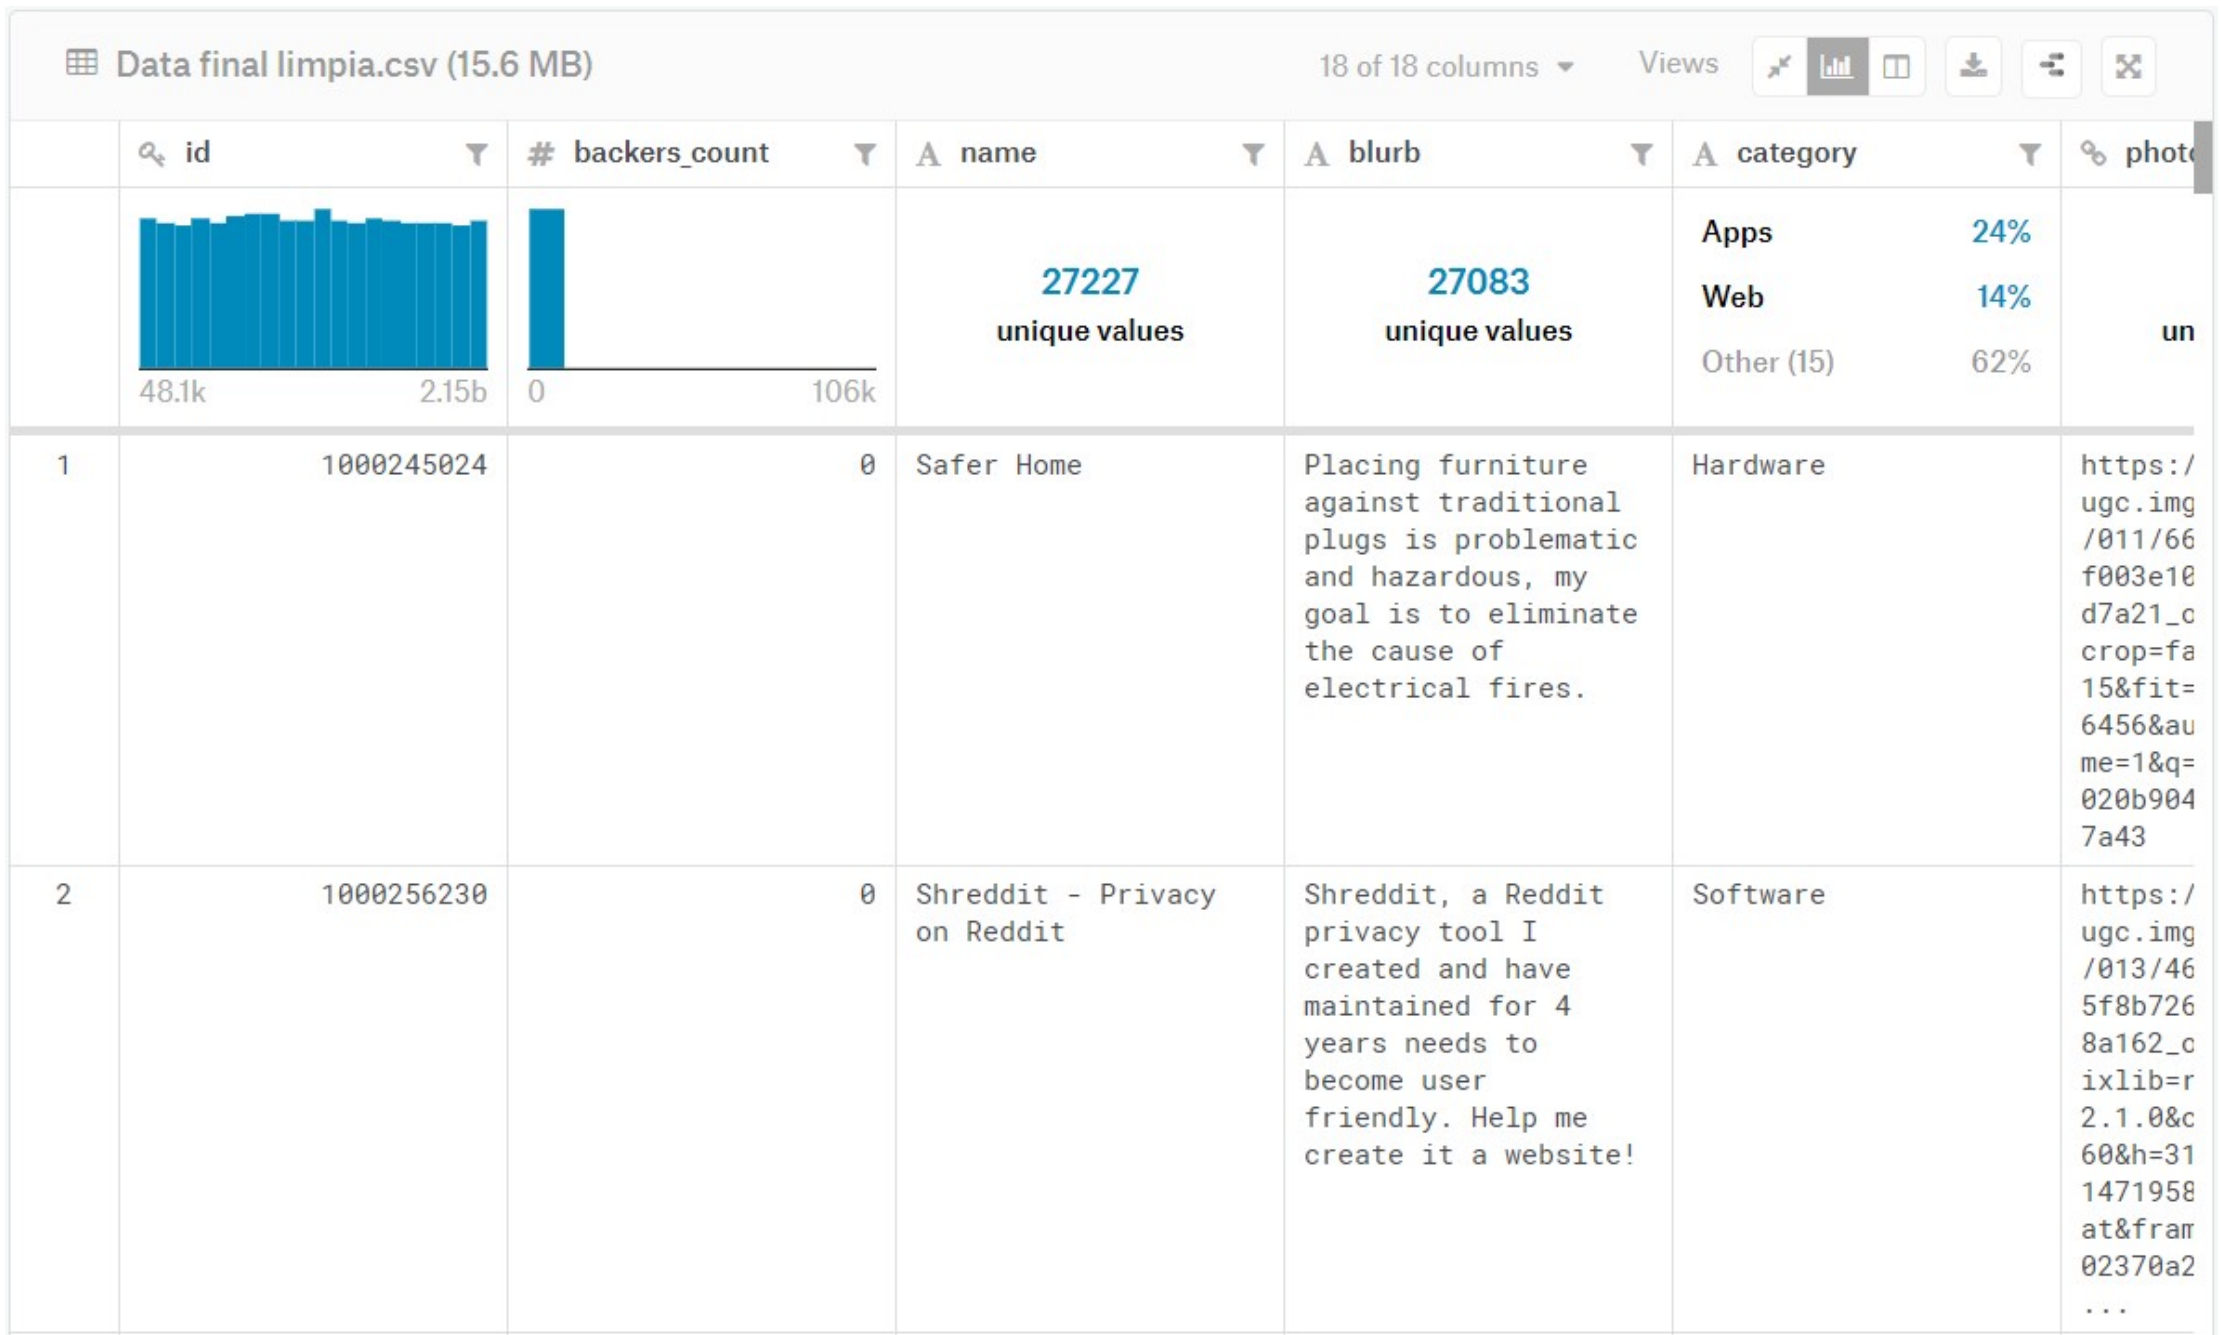 Data final limpia.csv (15.6 MB)
18 of 18 columns
Views
id
# backers_count
A name
A blurb
A category
48.1k 2.15b
0 106k
27227
unique values
27083
unique values
Apps 24%
Web 14%
Other (15) 62%
un
1
1000245024
0
Safer Home
Placing furniture
against traditional
plugs is problematic
and hazardous, my
goal is to eliminate
the cause of
electrical fires.
Hardware
https:/
ugc.img
/011/66
f003e10
d7a21_o
crop=fa
15&fit=
6456&au
me=1&q=
020b904
7a43
2
1000256230
0
Shreddit - Privacy
on Reddit
Shreddit, a Reddit
privacy tool I
created and have
maintained for 4
years needs to
become user
friendly. Help me
create it a website!
Software
https:/
ugc.img
/013/46
5f8b726
8a162_o
ixlib=r
2.1.0&c
60&h=31
1471958
at&fram
02370a2
...